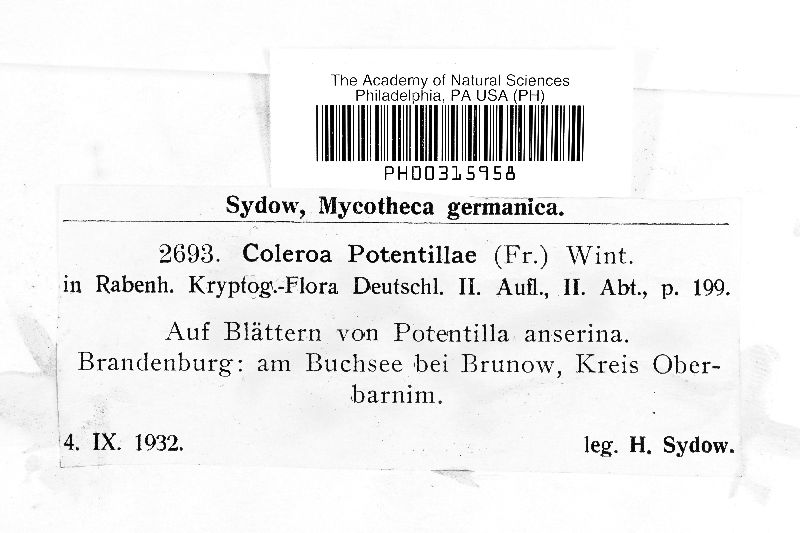 The Academy of Natural Sciences
Philadelphia, PA USA (PH)
PH00315958
Sydow, Mycotheca germanica.
2693. Coleroa Potentillae (Fr.) Wint.
in Rabenh. Kryptog.-Flora Deutschl. II. Aufl., II. Abt., p. 199.
Auf Blättern von Potentilla anserina.
Brandenburg: am Buchsee bei Brunow, Kreis Ober-
barnim.
4. IX. 1932. leg. H. Sydow.